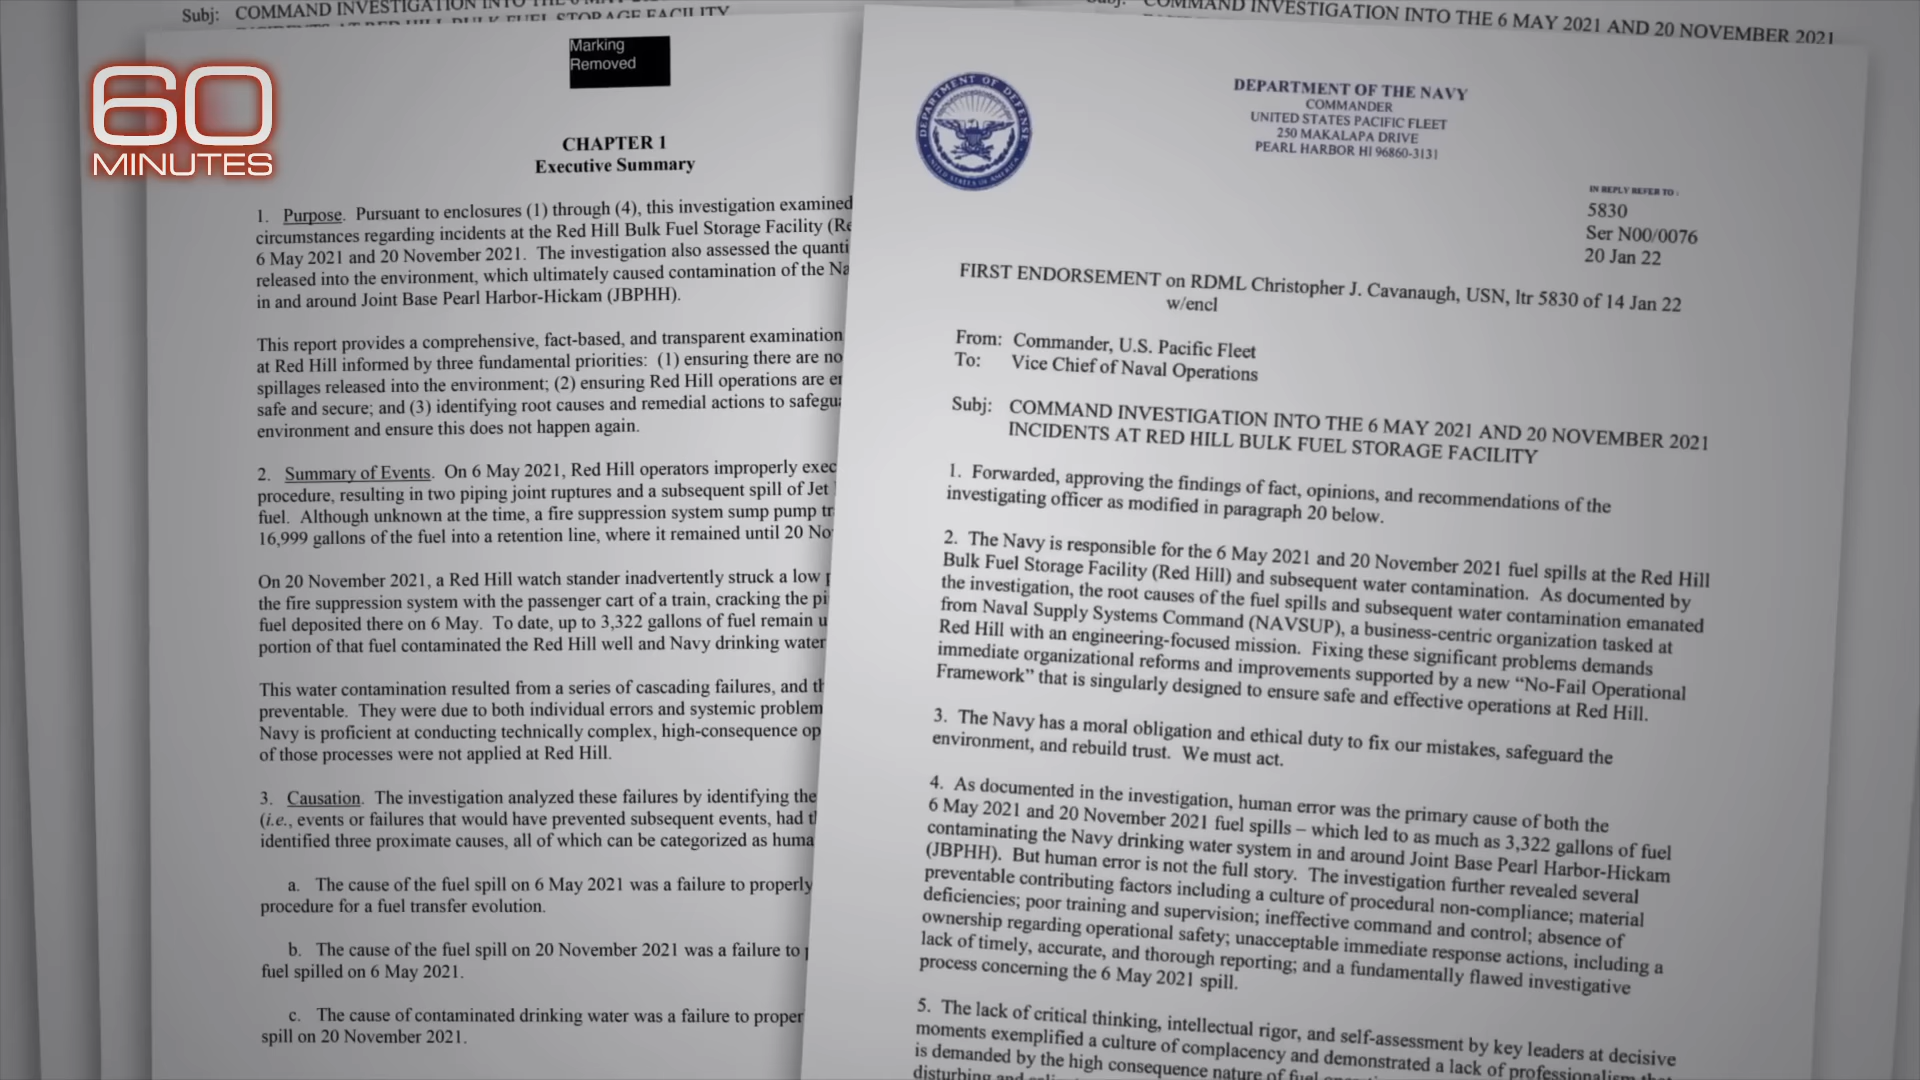 Subj: COMMAND INVESTIGATION INTO THE 6
RED HILL BULK FUEL STORAGE FACILITY
COMMAND INVESTIGATION INTO THE 6 MAY 2021 AND 20 NOVEMBER 2021
60
MINUTES
Marking
Removed
CHAPTER 1
Executive Summary
1. Purpose. Pursuant to enclosures (1) through (4), this investigation examined
circumstances regarding incidents at the Red Hill Bulk Fuel Storage Facility (Re
6 May 2021 and 20 November 2021. The investigation also assessed the quanti
released into the environment, which ultimately caused contamination of the Na
in and around Joint Base Pearl Harbor-Hickam (JBPHH).
This report provides a comprehensive, fact-based, and transparent examination
at Red Hill informed by three fundamental priorities: (1) ensuring there are no
spillages released into the environment; (2) ensuring Red Hill operations are en
safe and secure; and (3) identifying root causes and remedial actions to safegua
environment and ensure this does not happen again.
2. Summary of Events. On 6 May 2021, Red Hill operators improperly exec
procedure, resulting in two piping joint ruptures and a subsequent spill of Jet
fuel. Although unknown at the time, a fire suppression system sump pump tr
16,999 gallons of the fuel into a retention line, where it remained until 20 No
On 20 November 2021, a Red Hill watch stander inadvertently struck a low p
the fire suppression system with the passenger cart of a train, cracking the pi
fuel deposited there on 6 May. To date, up to 3,322 gallons of fuel remain u
portion of that fuel contaminated the Red Hill well and Navy drinking water
This water contamination resulted from a series of cascading failures, and th
preventable. They were due to both individual errors and systemic problem
Navy is proficient at conducting technically complex, high-consequence op
of those processes were not applied at Red Hill.
3. Causation. The investigation analyzed these failures by identifying the
(i.e., events or failures that would have prevented subsequent events, had th
identified three proximate causes, all of which can be categorized as huma
a. The cause of the fuel spill on 6 May 2021 was a failure to properly
procedure for a fuel transfer evolution.
b. The cause of the fuel spill on 20 November 2021 was a failure to p
fuel spilled on 6 May 2021.
c. The cause of contaminated drinking water was a failure to proper
spill on 20 November 2021.
DEPARTMENT OF DEFENSE
UNITED STATES OF AMERICA
DEPARTMENT OF THE NAVY
COMMANDER
UNITED STATES PACIFIC FLEET
250 MAKALAPA DRIVE
PEARL HARBOR HI 96860-3131
IN REPLY REFER TO:
5830
Ser N00/0076
20 Jan 22
FIRST ENDORSEMENT on RDML Christopher J. Cavanaugh, USN, ltr 5830 of 14 Jan 22
w/encl
From: Commander, U.S. Pacific Fleet
To: Vice Chief of Naval Operations
Subj: COMMAND INVESTIGATION INTO THE 6 MAY 2021 AND 20 NOVEMBER 2021
INCIDENTS AT RED HILL BULK FUEL STORAGE FACILITY
1. Forwarded, approving the findings of fact, opinions, and recommendations of the
investigating officer as modified in paragraph 20 below.
2. The Navy is responsible for the 6 May 2021 and 20 November 2021 fuel spills at the Red Hill
Bulk Fuel Storage Facility (Red Hill) and subsequent water contamination. As documented by
the investigation, the root causes of the fuel spills and subsequent water contamination emanated
from Naval Supply Systems Command (NAVSUP), a business-centric organization tasked at
Red Hill with an engineering-focused mission. Fixing these significant problems demands
immediate organizational reforms and improvements supported by a new “No-Fail Operational
Framework” that is singularly designed to ensure safe and effective operations at Red Hill.
3. The Navy has a moral obligation and ethical duty to fix our mistakes, safeguard the
environment, and rebuild trust. We must act.
4. As documented in the investigation, human error was the primary cause of both the
6 May 2021 and 20 November 2021 fuel spills – which led to as much as 3,322 gallons of fuel
contaminating the Navy drinking water system in and around Joint Base Pearl Harbor-Hickam
(JBPHH). But human error is not the full story. The investigation further revealed several
preventable contributing factors including a culture of procedural non-compliance; material
deficiencies; poor training and supervision; ineffective command and control; absence of
ownership regarding operational safety; unacceptable immediate response actions, including a
lack of timely, accurate, and thorough reporting; and a fundamentally flawed investigative
process concerning the 6 May 2021 spill.
5. The lack of critical thinking, intellectual rigor, and self-assessment by key leaders at decisive
moments exemplified a culture of complacency and demonstrated a lack of professionalism
is demanded by the high consequence nature of fuel
disturbing and